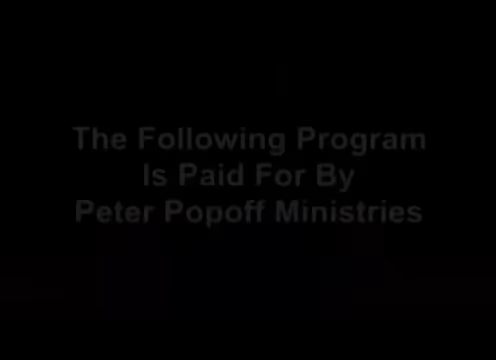 The Following Program
Is Paid For By
Peter Popoff Ministries